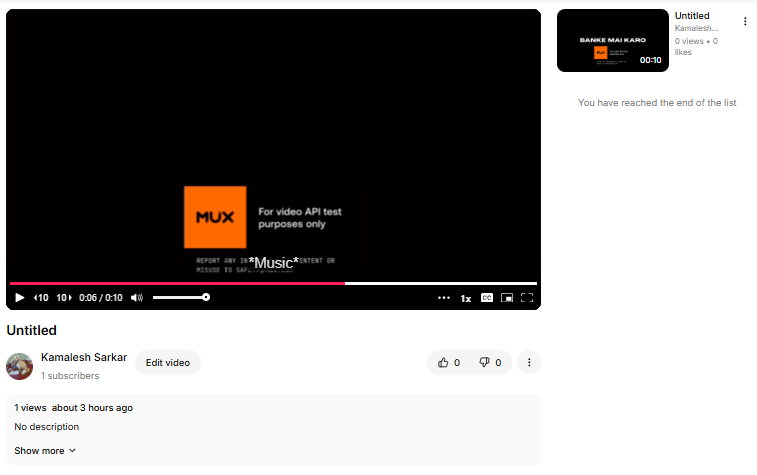 MUX
For video API test
purposes only
REPORT ANY IN
ONTENT OR
*Music*
MISUSE TO
10 10 0:06 / 0:10
1x CC
Untitled
Kamalesh Sarkar
1 subscribers
Edit video
0 0
1 views about 3 hours ago
No description
Show more
BANKE MAI KARO
MUX
00:10
Untitled
Kamalesh...
0 views • 0
likes
You have reached the end of the list